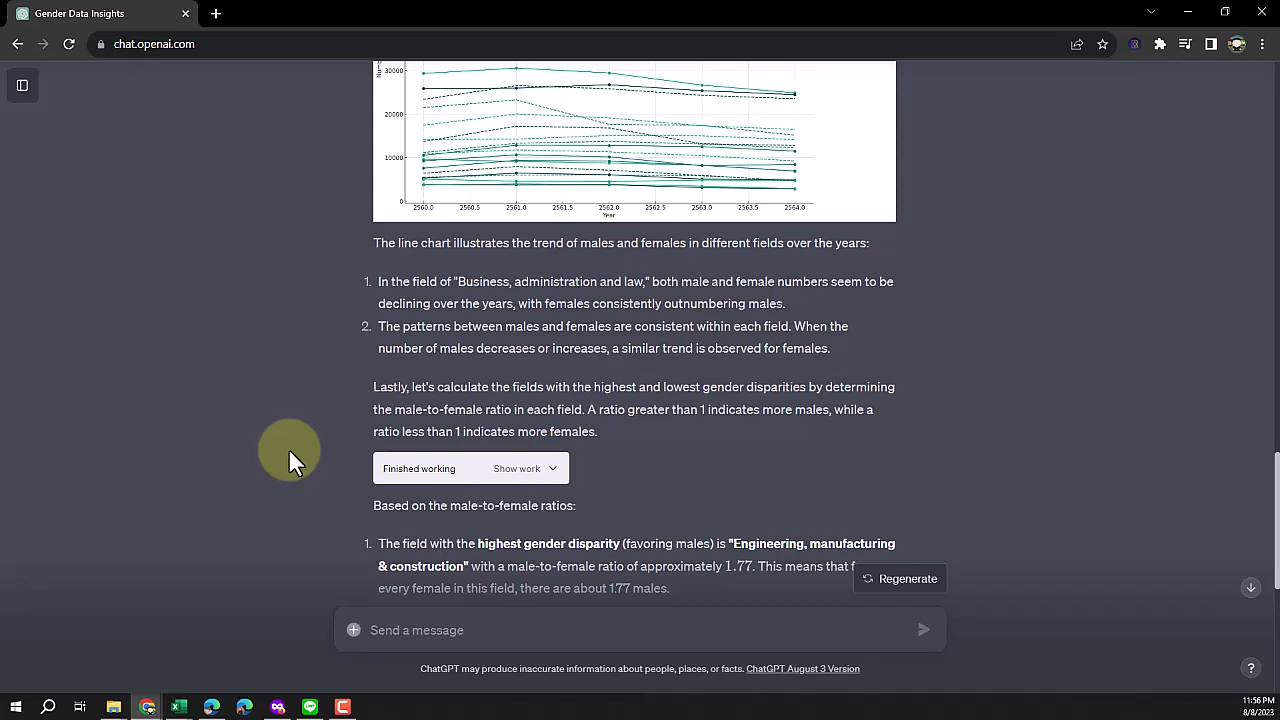 Gender Data Insights
chat.openai.com
30000
20000
10000
0
2560.0 2560.5 2561.0 2561.5 2562.0 2562.5 2563.0 2563.5 2564.0
Year
The line chart illustrates the trend of males and females in different fields over the years:
1. In the field of "Business, administration and law," both male and female numbers seem to be
declining over the years, with females consistently outnumbering males.
2. The patterns between males and females are consistent within each field. When the
number of males decreases or increases, a similar trend is observed for females.
Lastly, let's calculate the fields with the highest and lowest gender disparities by determining
the male-to-female ratio in each field. A ratio greater than 1 indicates more males, while a
ratio less than 1 indicates more females.
Finished working Show work
Based on the male-to-female ratios:
1. The field with the highest gender disparity (favoring males) is "Engineering, manufacturing
& construction" with a male-to-female ratio of approximately 1.77. This means that f
Regenerate
every female in this field, there are about 1.77 males.
Send a message
ChatGPT may produce inaccurate information about people, places, or facts. ChatGPT August 3 Version
?
11:56 PM
8/8/2023